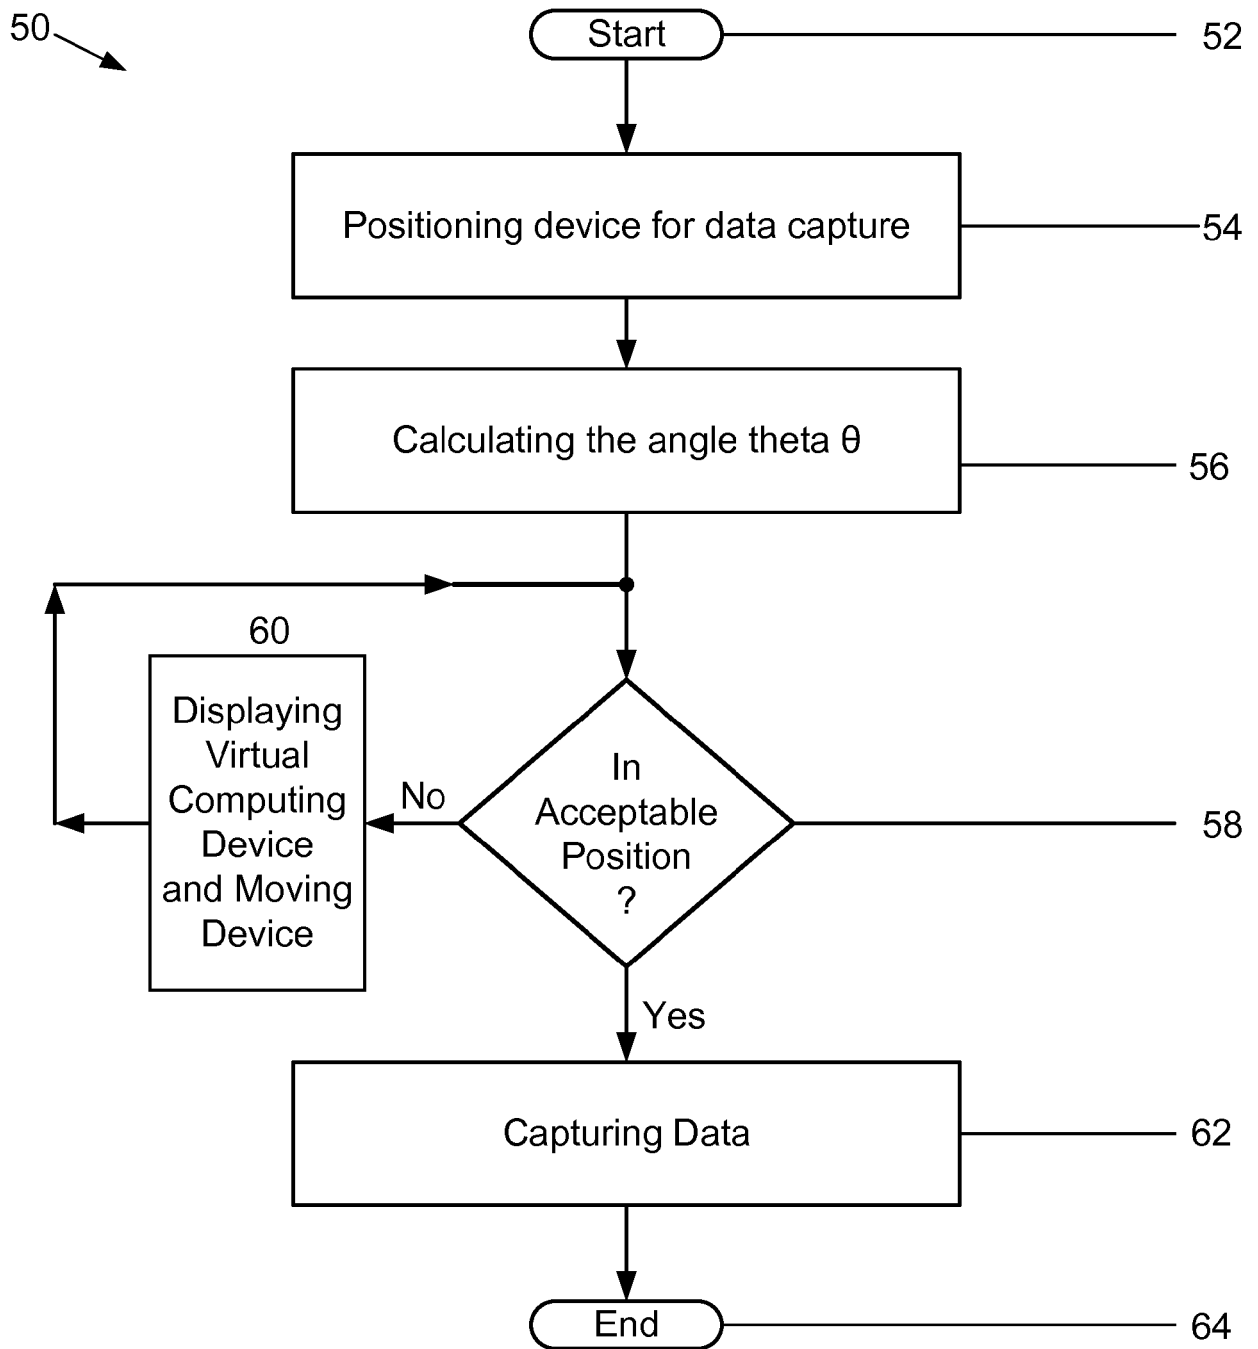 50
Start
52
Positioning device for data capture
54
Calculating the angle theta θ
56
60
Displaying
Virtual
Computing
Device
and Moving
Device
No
In
Acceptable
Position
?
58
Yes
Capturing Data
62
End
64